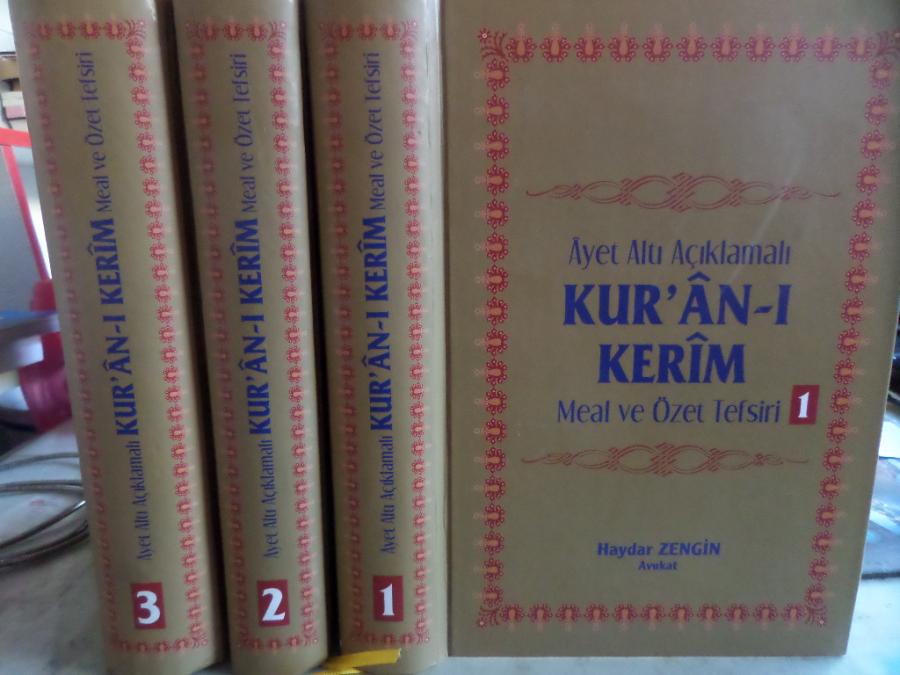 Âyet Altı Açıklamalı KUR'ÂN-I KERÎM Meal ve Özet Tefsiri
3
Âyet Altı Açıklamalı KUR'ÂN-I KERÎM Meal ve Özet Tefsiri
2
Âyet Altı Açıklamalı KUR'ÂN-I KERÎM Meal ve Özet Tefsiri
1
Âyet Altı Açıklamalı
KUR'ÂN-I
KERÎM
Meal ve Özet Tefsiri 1
Haydar ZENGİN
Avukat